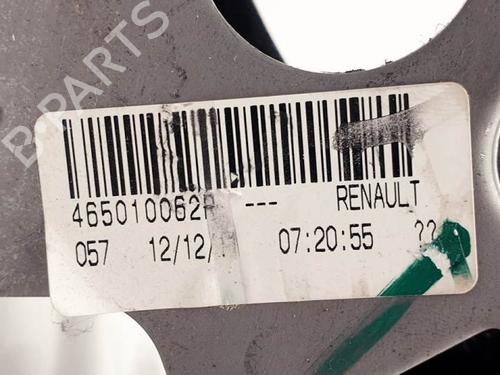 B-PARTS
465010062R --- RENAULT
057 12/12/ 07:20:55 ??